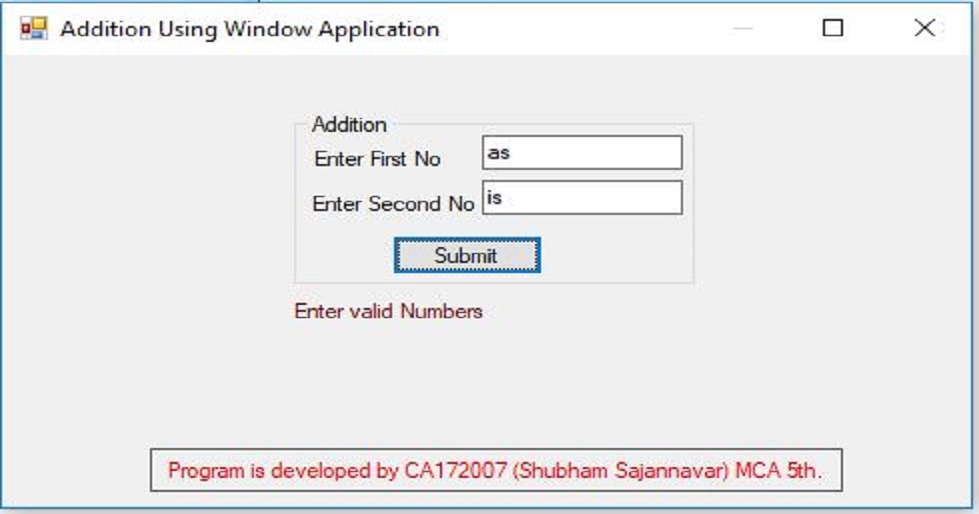 Addition Using Window Application
Addition
Enter First No as
Enter Second No is
Submit
Enter valid Numbers
Program is developed by CA172007 (Shubham Sajannavar) MCA 5th.